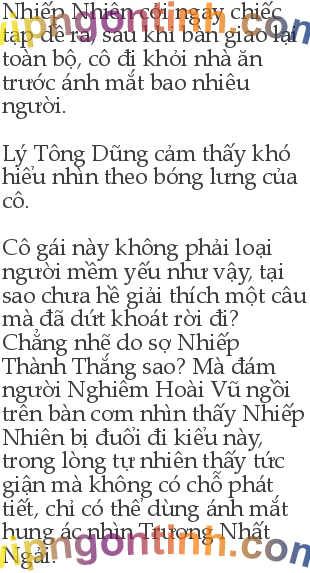 Nhiếp Nhiên cởi ngay chiếc
tạp dề ra, sau khi bàn giao lại
toàn bộ, cô đi khỏi nhà ăn
trước ánh mắt bao nhiêu
người.
Lý Tông Dũng cảm thấy khó
hiểu nhìn theo bóng lưng của
cô.
Cô gái này không phải loại
người mềm yếu như vậy, tại
sao chưa hề giải thích một câu
mà đã dứt khoát rời đi?
Chẳng nhẽ do sợ Nhiếp
Thành Thắng sao? Mà đám
người Nghiêm Hoài Vũ ngồi
trên bàn cơm nhìn thấy Nhiếp
Nhiên bị đuổi đi kiểu này,
trong lòng tự nhiên thấy tức
giận mà không có chỗ phát
tiết, chỉ có thể dùng ánh mắt
hung ác nhìn Trương Nhất
Ngải.